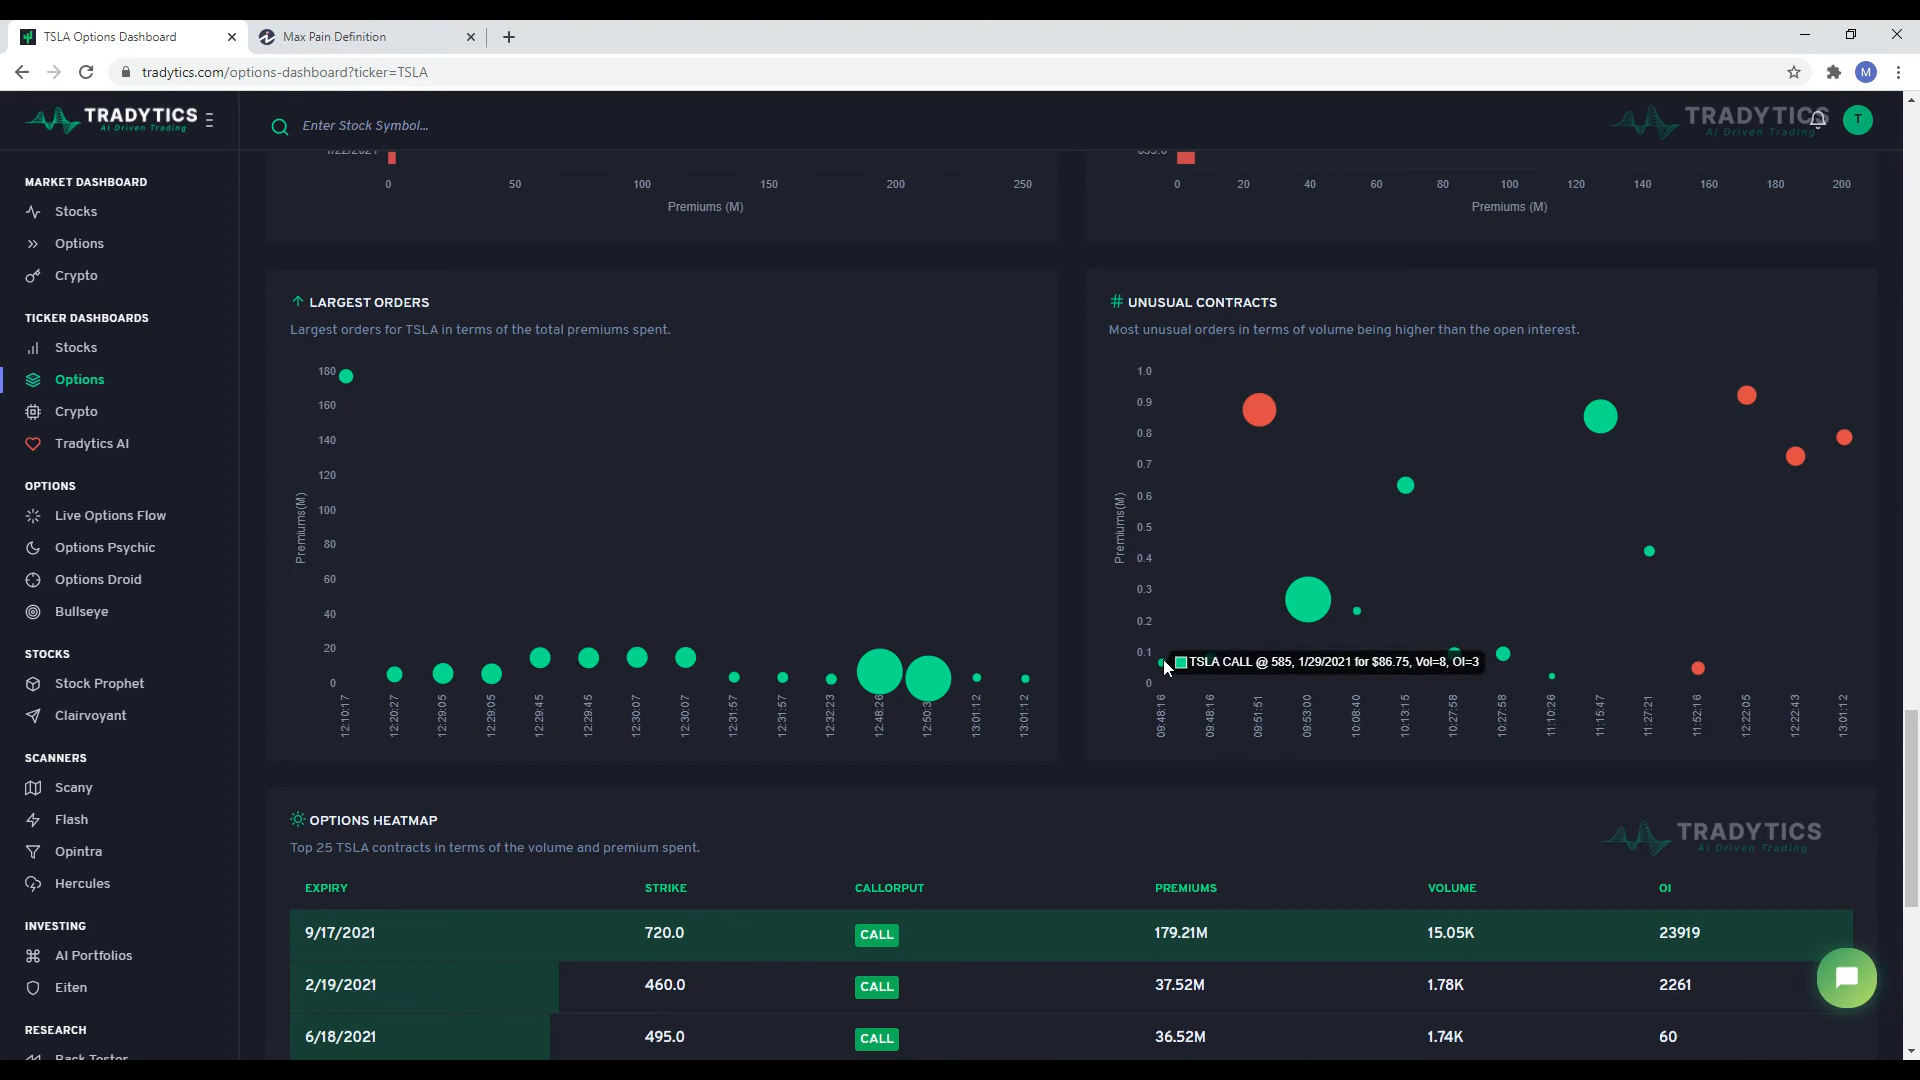 TSLA Options Dashboard
Max Pain Definition
tradytics.com/options-dashboard?ticker=TSLA
M
TRADYTICS
AI Driven Trading
Enter Stock Symbol...
TRADYTICS
AI Driven Trading
T
MARKET DASHBOARD
Stocks
Options
Crypto
TICKER DASHBOARDS
Stocks
Options
Crypto
Tradytics AI
OPTIONS
Live Options Flow
Options Psychic
Options Droid
Bullseye
STOCKS
Stock Prophet
Clairvoyant
SCANNERS
Scany
Flash
Opintra
Hercules
INVESTING
AI Portfolios
Eiten
RESEARCH
Back Tester
1/22/2021
0 50 100 150 200 250
Premiums (M)
0 20 40 60 80 100 120 140 160 180 200
Premiums (M)
LARGEST ORDERS
Largest orders for TSLA in terms of the total premiums spent.
180
160
140
120
100
80
60
40
20
0
Premiums(M)
12:10:17 12:20:27 12:29:05 12:29:05 12:29:45 12:29:45 12:30:07 12:30:07 12:31:57 12:31:57 12:32:23 12:48:26 12:50:3 13:01:12 13:01:12
# UNUSUAL CONTRACTS
Most unusual orders in terms of volume being higher than the open interest.
1.0
0.9
0.8
0.7
0.6
0.5
0.4
0.3
0.2
0.1
0
Premiums(M)
TSLA CALL @ 585, 1/29/2021 for $86.75, Vol=8, OI=3
09:48:16 09:48:16 09:51:51 09:53:00 10:08:40 10:13:15 10:27:58 10:27:58 11:10:26 11:15:47 11:27:21 11:52:16 12:22:05 12:22:43 13:01:12
OPTIONS HEATMAP
Top 25 TSLA contracts in terms of the volume and premium spent.
TRADYTICS
AI Driven Trading
EXPIRY STRIKE CALLORPUT PREMIUMS VOLUME OI
9/17/2021 720.0 CALL 179.21M 15.05K 23919
2/19/2021 460.0 CALL 37.52M 1.78K 2261
6/18/2021 495.0 CALL 36.52M 1.74K 60